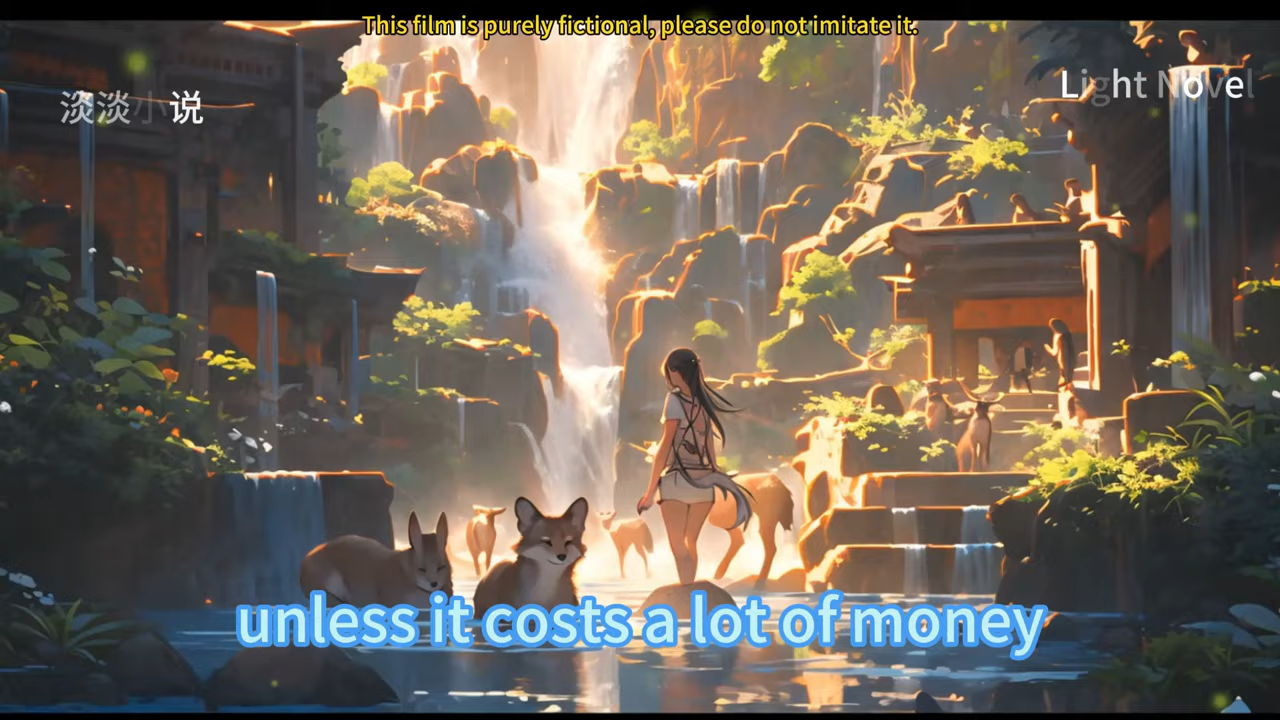 This film is purely fictional, please do not imitate it.
淡淡小说
Light Novel
unless it costs a lot of money